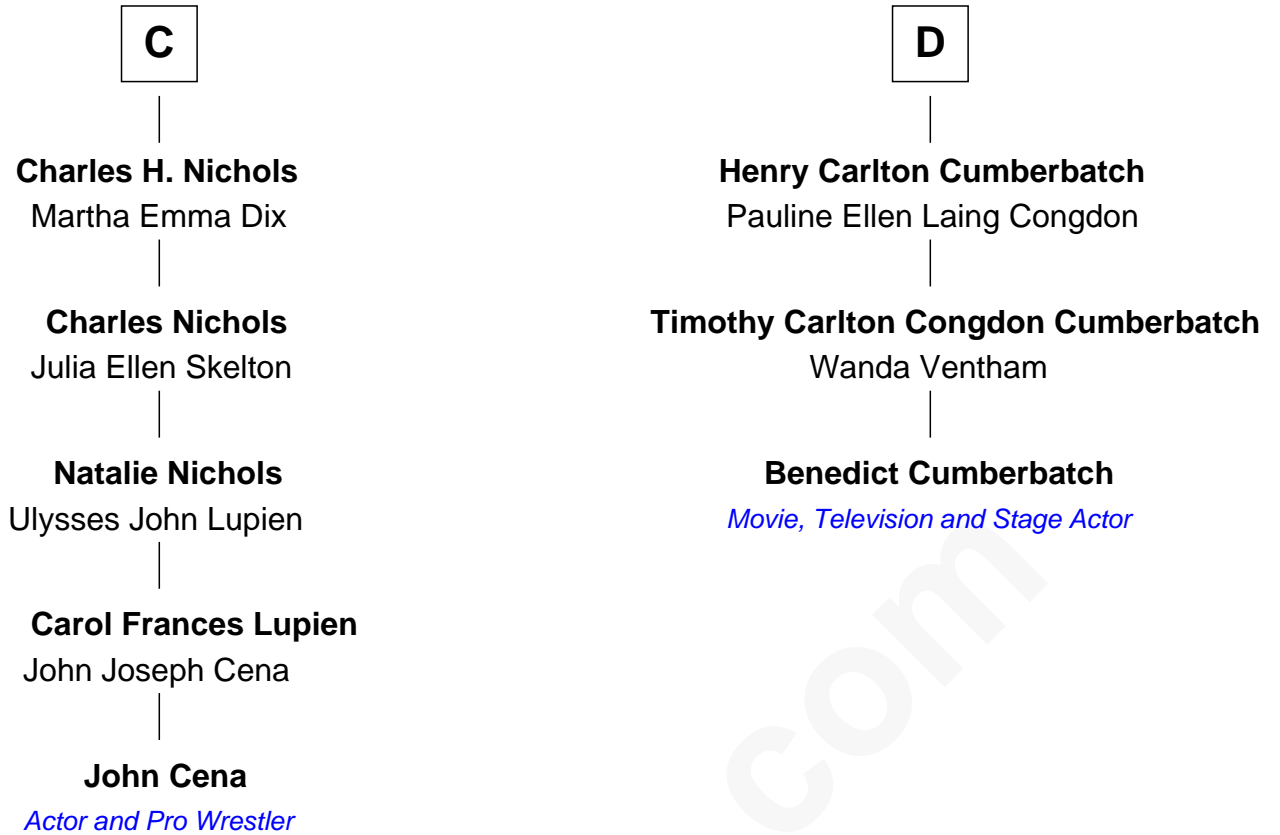 C
Charles H. Nichols
Martha Emma Dix
Charles Nichols
Julia Ellen Skelton
Natalie Nichols
Ulysses John Lupien
Carol Frances Lupien
John Joseph Cena
John Cena
Actor and Pro Wrestler
D
Henry Carlton Cumberbatch
Pauline Ellen Laing Congdon
Timothy Carlton Congdon Cumberbatch
Wanda Ventham
Benedict Cumberbatch
Movie, Television and Stage Actor
com